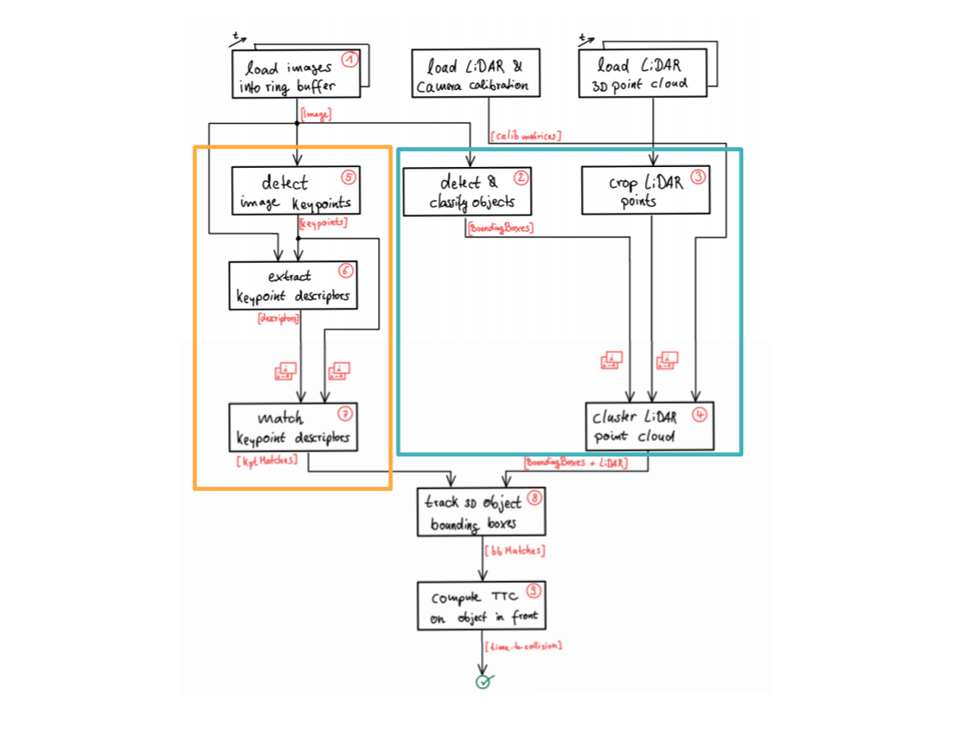 t
load images
into ring buffer
1
load LiDAR &
Camera calibration
t
load LiDAR
3D point cloud
[Image]
[Calib matrices]
detect
image keypoints
5
detect &
classify objects
2
crop LiDAR
points
3
[keypoints]
[BoundingBoxes]
extract
keypoint descriptors
6
[descriptors]
match
keypoint descriptors
7
cluster LiDAR
point cloud
4
[KptMatches]
[BoundingBoxes + LiDAR]
track 3D object
bounding boxes
8
[bbMatches]
compute TTC
on object in front
9
[time-to-collision]